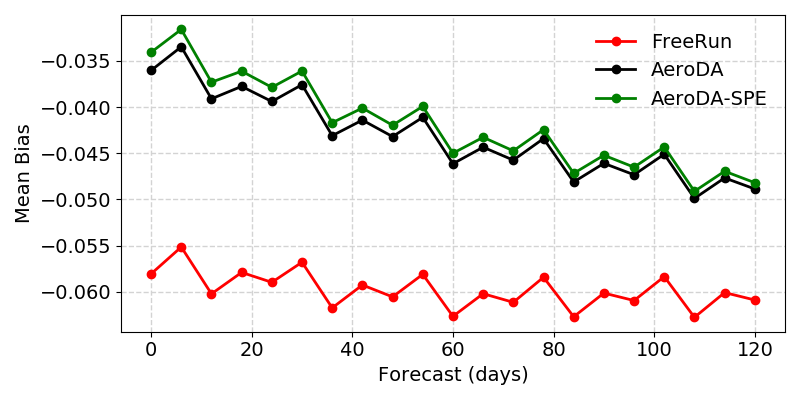 FreeRun
AeroDA
AeroDA-SPE
−0.035
−0.040
−0.045
−0.050
−0.055
−0.060
Mean Bias
0 20 40 60 80 100 120
Forecast (days)